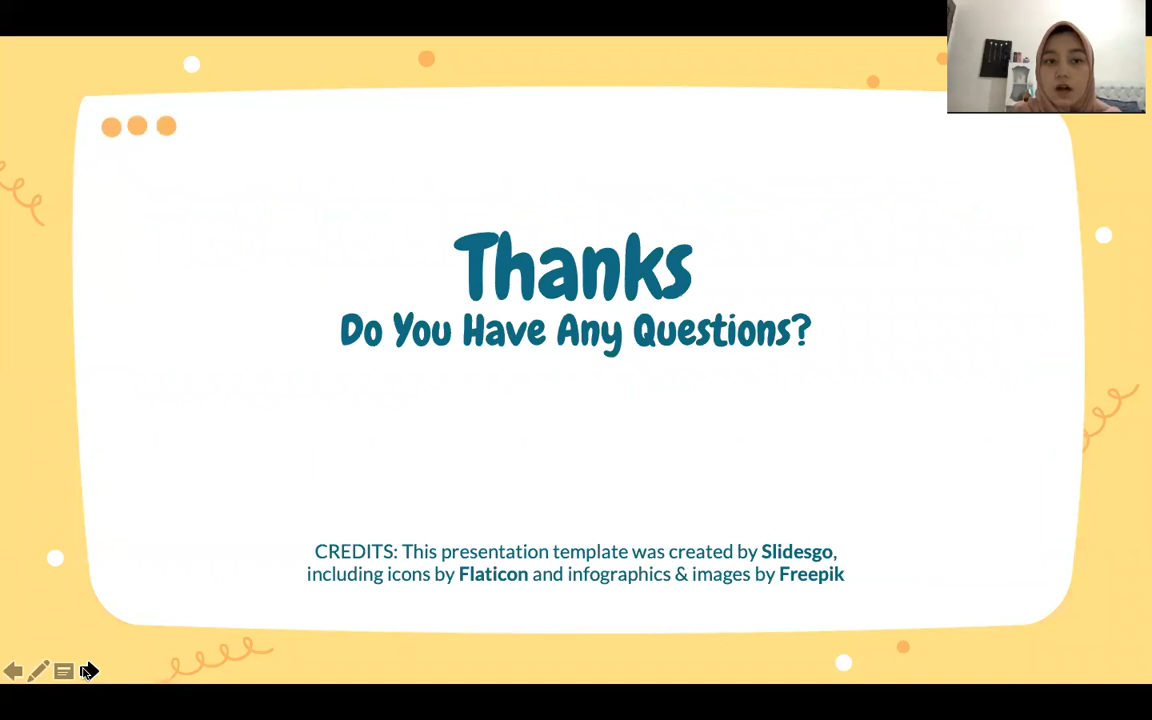 Thanks
Do You Have Any Questions?
CREDITS: This presentation template was created by Slidesgo,
including icons by Flaticon and infographics & images by Freepik